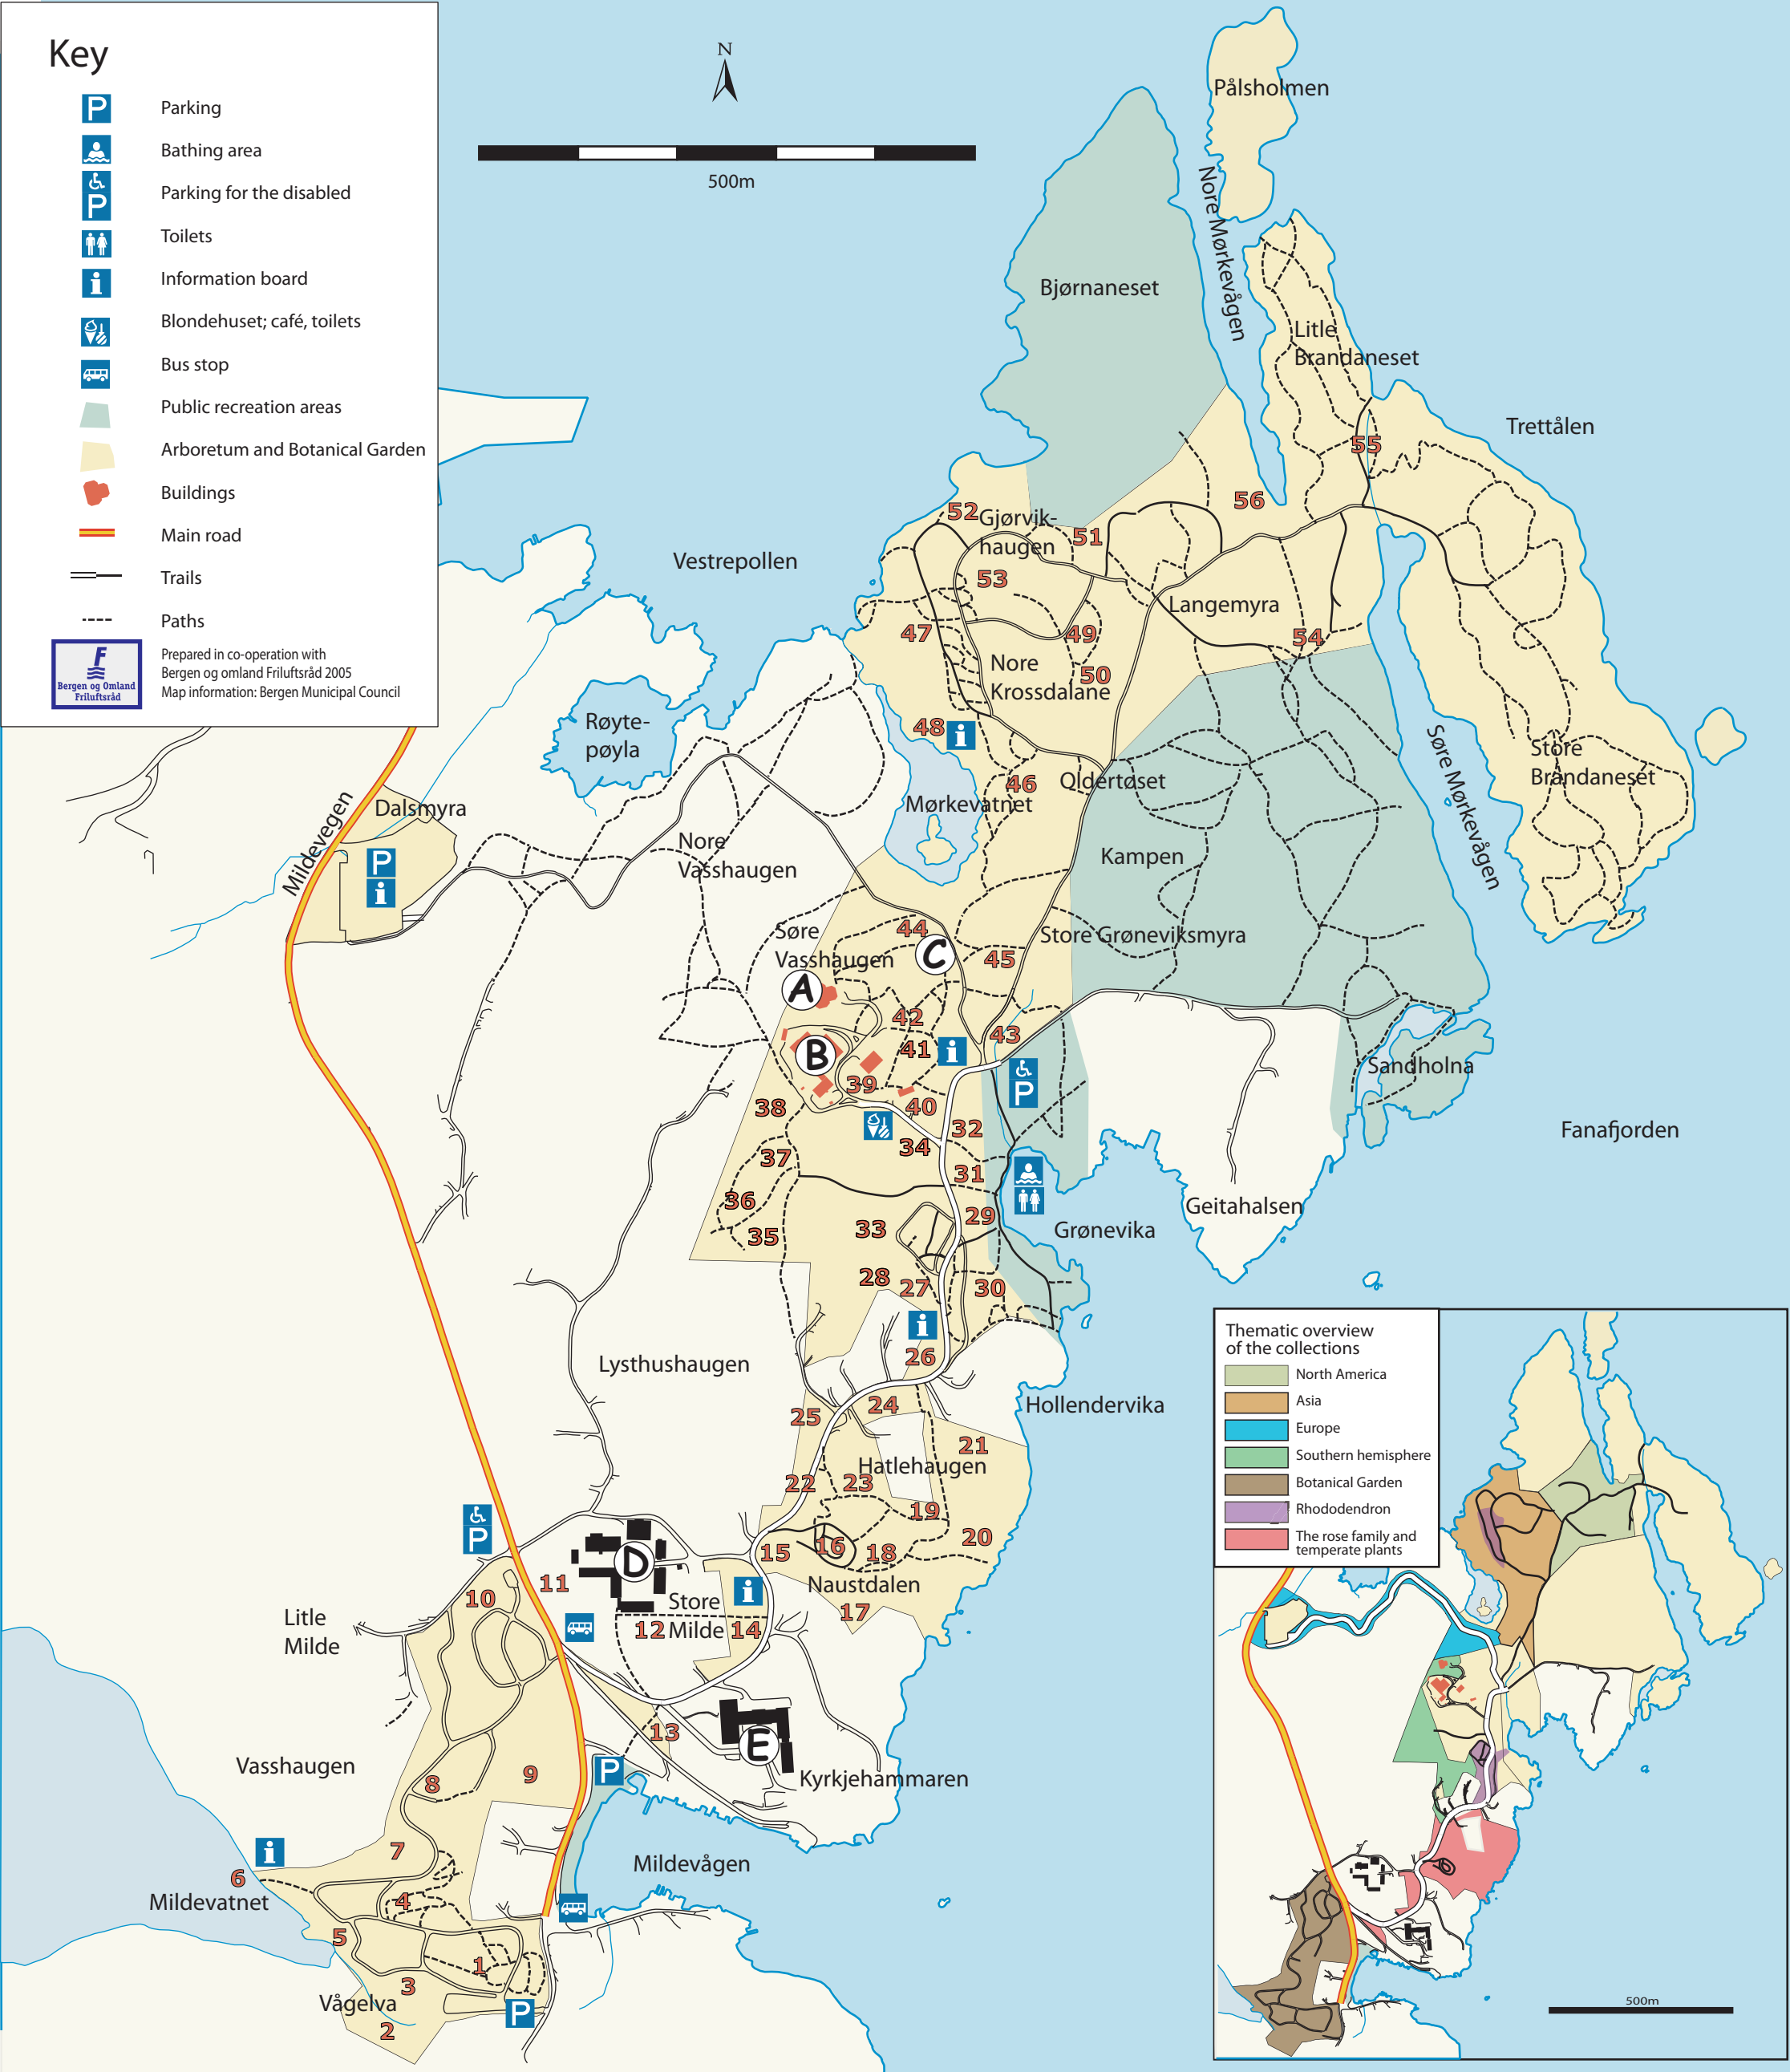 Key
P
Parking
Bathing area
P
Parking for the disabled
Toilets
i
Information board
Blondehuset; café, toilets
Bus stop
Public recreation areas
Arboretum and Botanical Garden
Buildings
Main road
Trails
Paths
F
Bergen og Omland
Friluftsråd
Prepared in co-operation with
Bergen og omland Friluftsråd 2005
Map information: Bergen Municipal Council
N
500m
Pålsholmen
Nore Mørkevågen
Bjørnaneset
Litle
Brandaneset
Trettålen
55
56
52
Gjørvik-
haugen
51
53
Vestrepollen
Langemyra
47
49
54
Nore
Krossdalane
50
Røyte-
pøyla
48
i
46
Oldertøset
Mørkevatnet
Store
Brandaneset
Søre Mørkevågen
Mildevegen
Dalsmyra
P
i
Nore
Vasshaugen
Kampen
Søre
Vasshaugen
44
C
45
Store Grøneviksmyra
A
42
43
B
41
i
39
P
Sandholna
38
40
32
34
Fanafjorden
37
31
36
29
Geitahalsen
35
33
Grønevika
28
27
30
i
26
Lysthushaugen
24
Hollendervika
25
21
Hatlehaugen
22
23
19
P
20
15
16
18
D
11
10
i
Naustdalen
Store
Milde
17
12
14
Litle
Milde
13
E
Vasshaugen
9
P
Kyrkjehammaren
8
7
i
6
Mildevågen
Mildevatnet
4
5
1
3
Vågelva
P
2
Thematic overview
of the collections
North America
Asia
Europe
Southern hemisphere
Botanical Garden
Rhododendron
The rose family and
temperate plants
500m